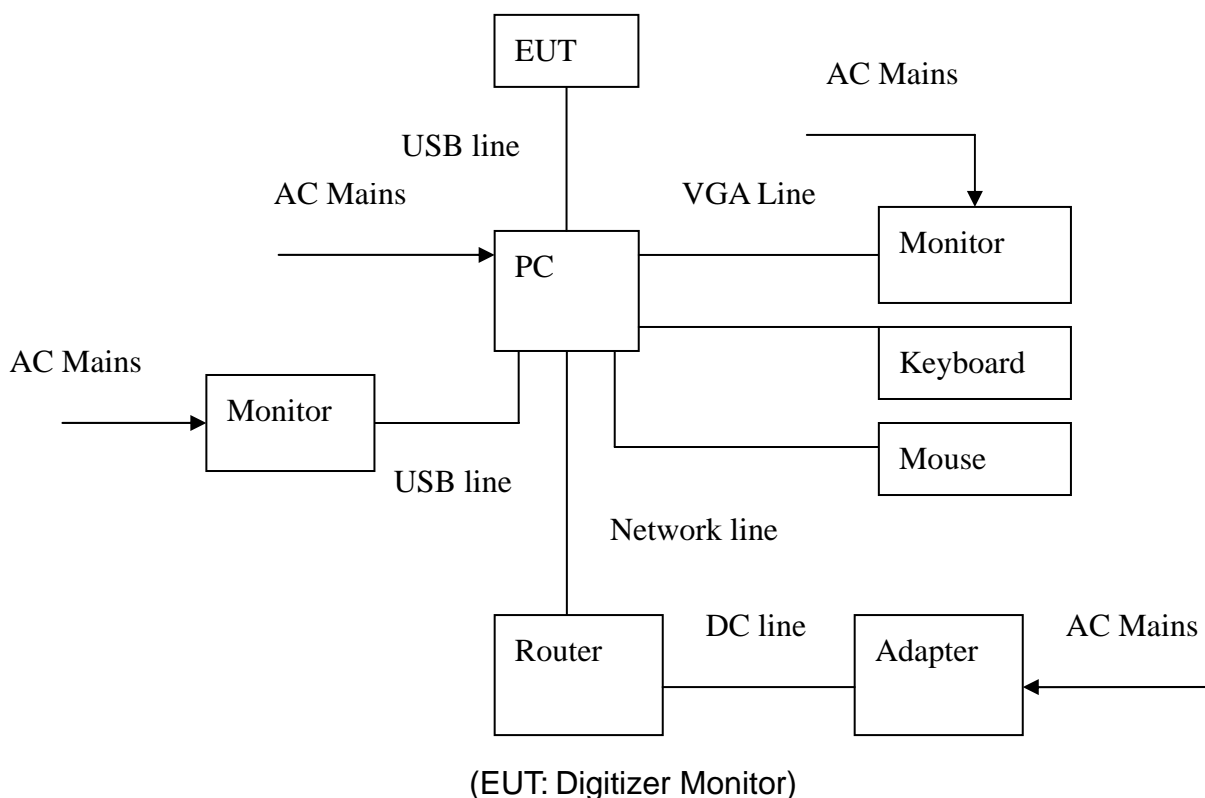 EUT
AC Mains
USB line
AC Mains
VGA Line
Monitor
PC
Keyboard
AC Mains
Monitor
Mouse
USB line
Network line
DC line
AC Mains
Router
Adapter
(EUT: Digitizer Monitor)